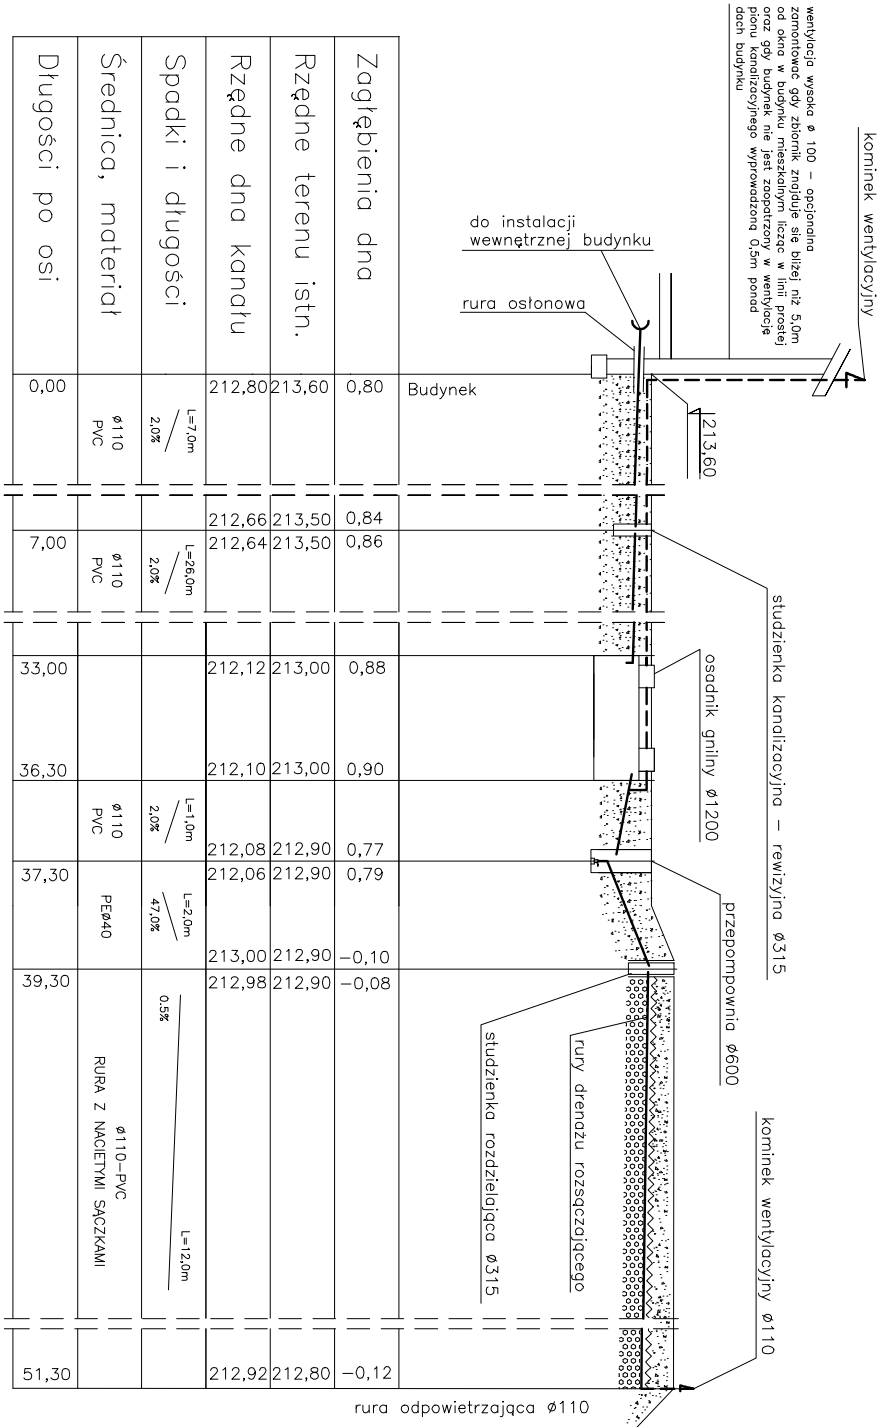 kominek wentylacyjny
wentylacja wysoka ø 100 – opcjonalna
zamontować gdy zbiornik znajduje się bliżej niż 5,0m
od okna w budynku mieszkalnym licząc w linii prostej
oraz gdy budynek nie jest zaopatrzony w wentylację
pionu kanalizacyjnego wyprowadzoną 0,5m ponad
dach budynku
do instalacji
wewnętrznej budynku
rura osłonowa
213,60
studzienka kanalizacyjna – rewizyjna ø315
osadnik gnilny ø1200
przepompownia ø600
kominek wentylacyjny ø110
rury drenażu rozsączającego
studzienka rozdzielająca ø315
rura odpowietrzająca ø110
Budynek
Zagłębienia dna
0,80
0,84
0,86
0,88
0,90
0,77
0,79
–0,10
–0,08
–0,12
Rzędne terenu istn.
213,60
213,50
213,50
213,00
213,00
212,90
212,90
212,90
212,90
212,80
Rzędne dna kanału
212,80
212,66
212,64
212,12
212,10
212,08
212,06
213,00
212,98
212,92
Spadki i długości
L=7,0m
2,0%
L=26,0m
2,0%
L=1,0m
2,0%
L=2,0m
47,0%
0.5%
L=12,0m
Średnica, materiał
ø110
PVC
ø110
PVC
ø110
PVC
PEø40
ø110–PVC
RURA Z NACIETYMI SĄCZKAMI
Długości po osi
0,00
7,00
33,00
36,30
37,30
39,30
51,30